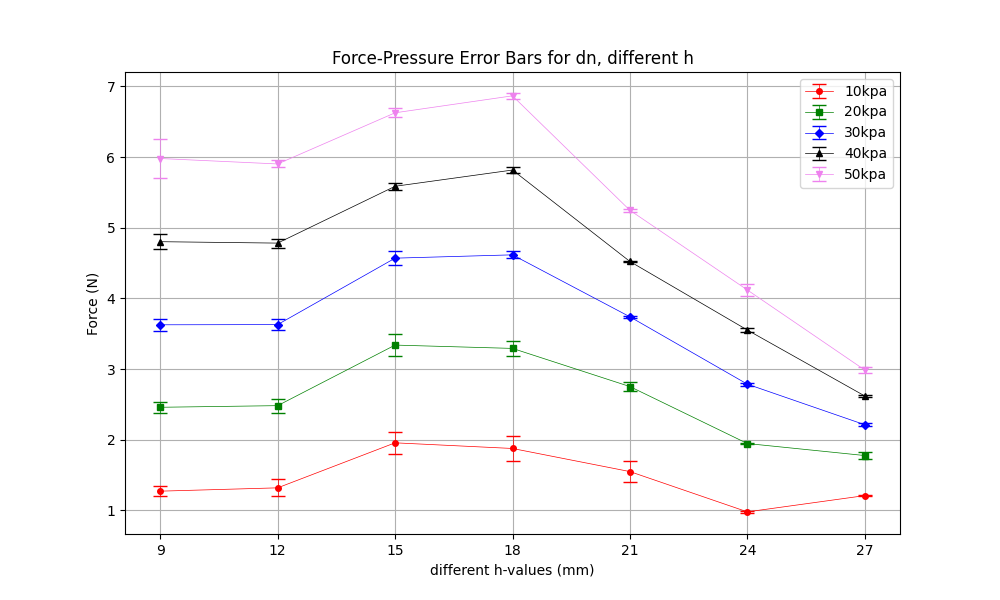 Force-Pressure Error Bars for dn, different h
7
6
5
4
3
2
1
Force (N)
10kpa
20kpa
30kpa
40kpa
50kpa
9 12 15 18 21 24 27
different h-values (mm)